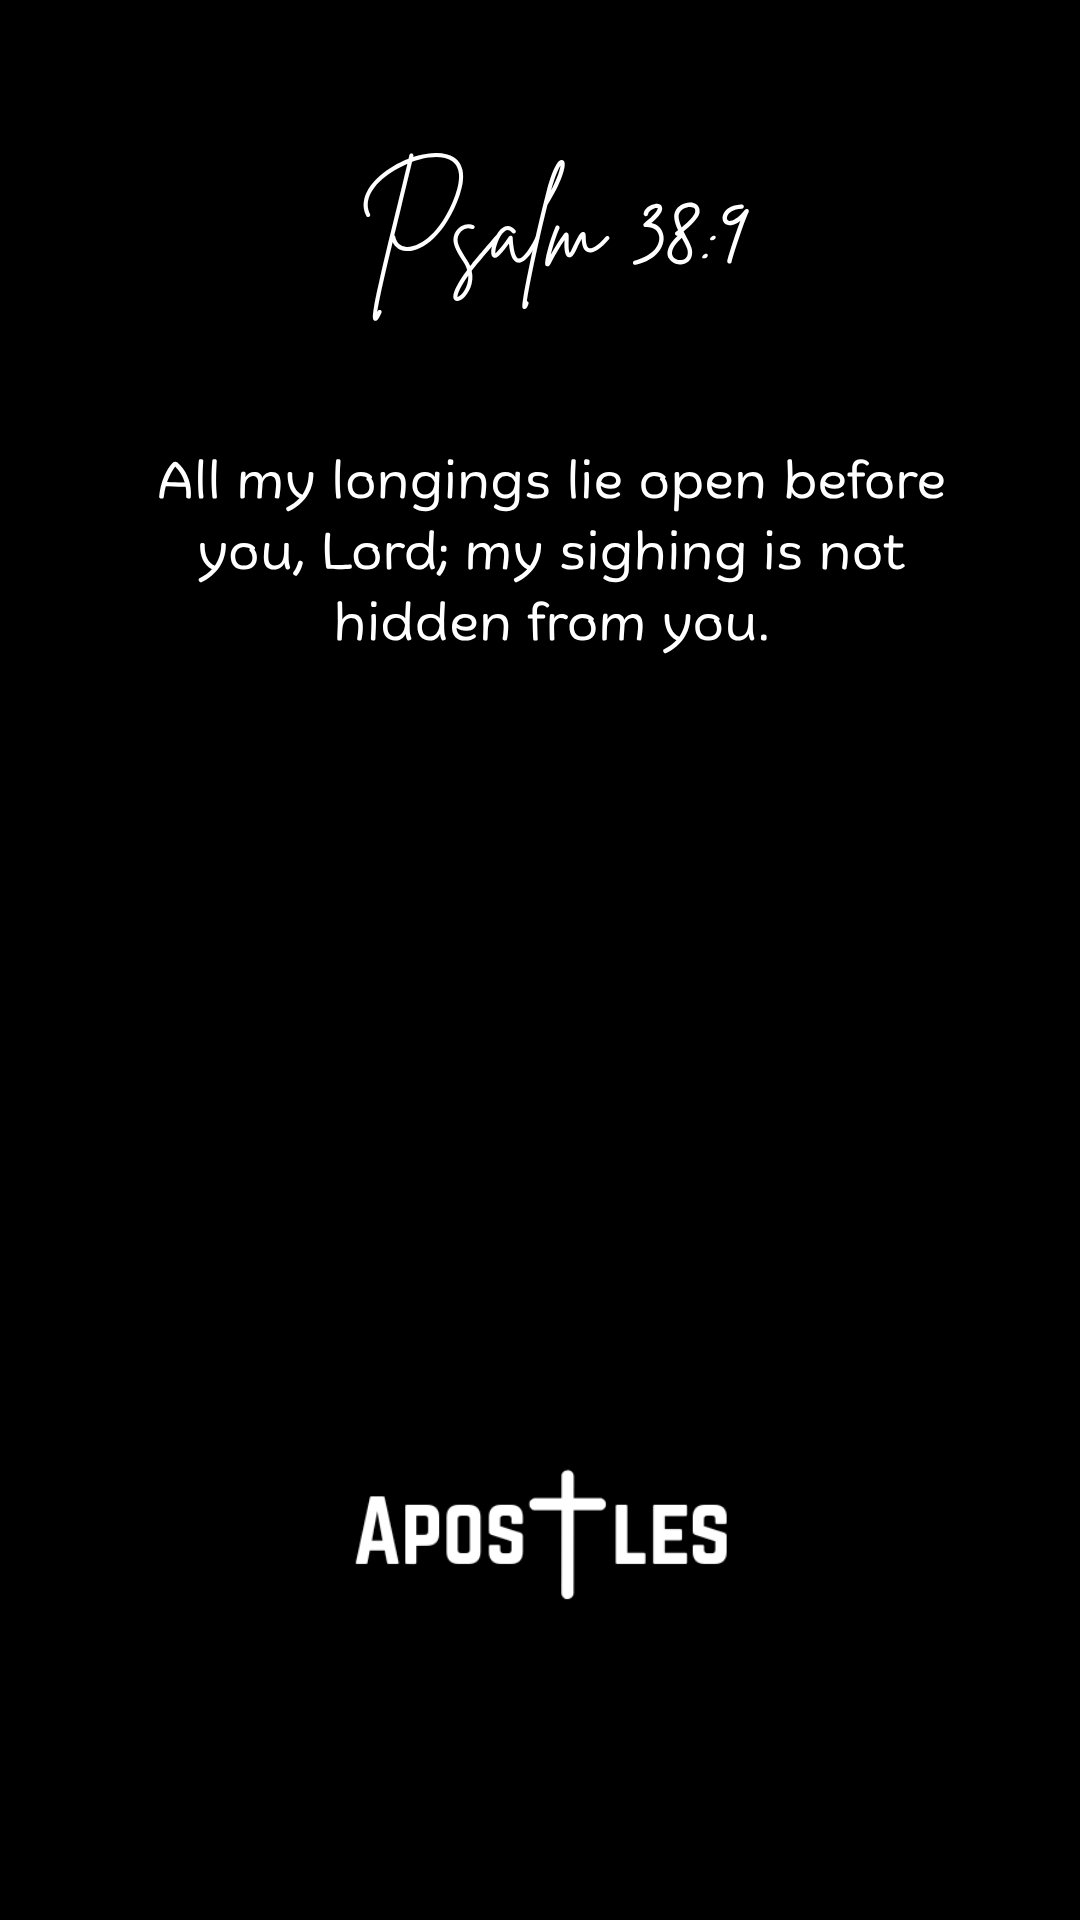 Psalm 38:9
All my longings lie open before
you, Lord; my sighing is not
hidden from you.
Apostles